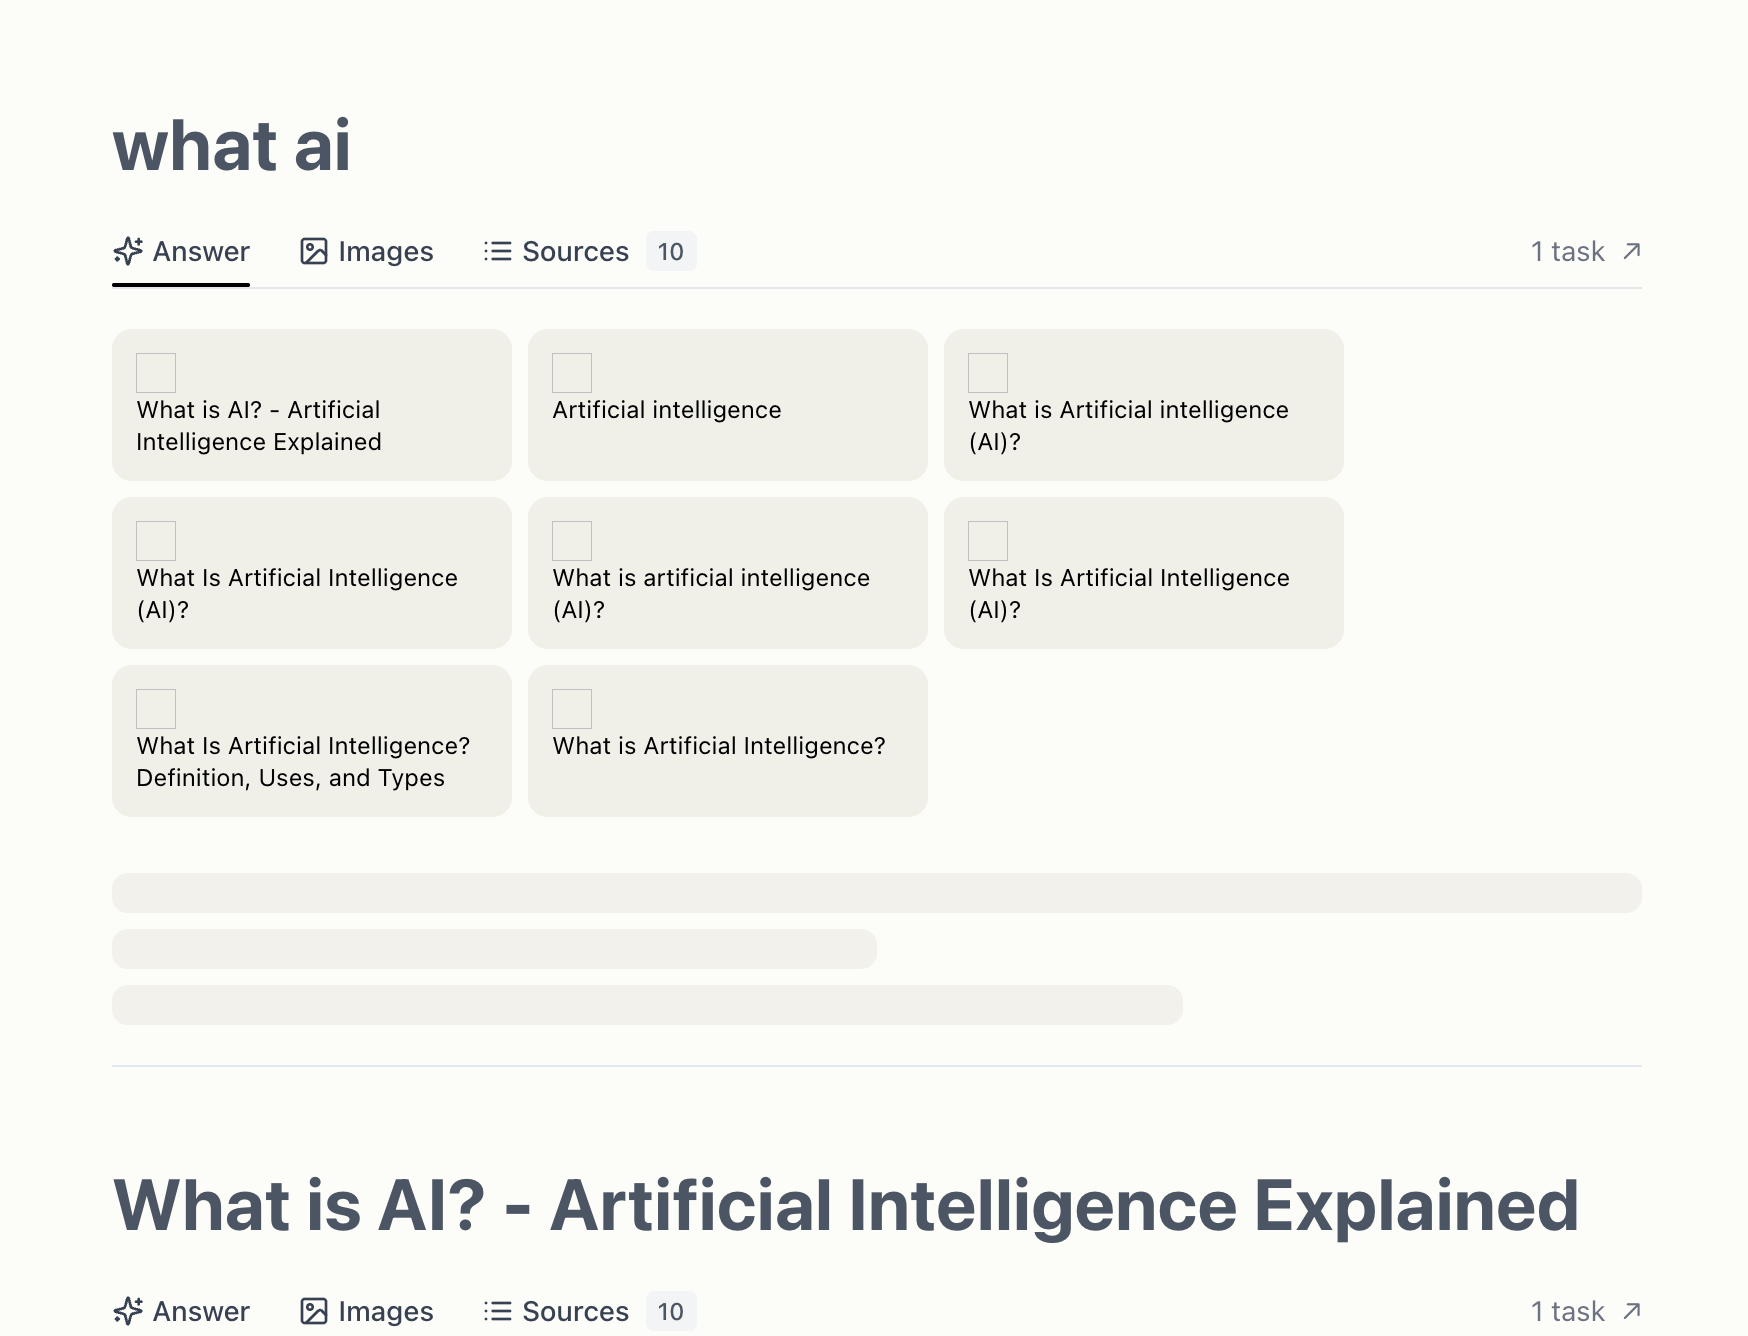 what ai
Answer
Images
Sources 10
1 task
What is AI? - Artificial
Intelligence Explained
Artificial intelligence
What is Artificial intelligence
(AI)?
What Is Artificial Intelligence
(AI)?
What is artificial intelligence
(AI)?
What Is Artificial Intelligence
(AI)?
What Is Artificial Intelligence?
Definition, Uses, and Types
What is Artificial Intelligence?
What is AI? - Artificial Intelligence Explained
Answer
Images
Sources 10
1 task